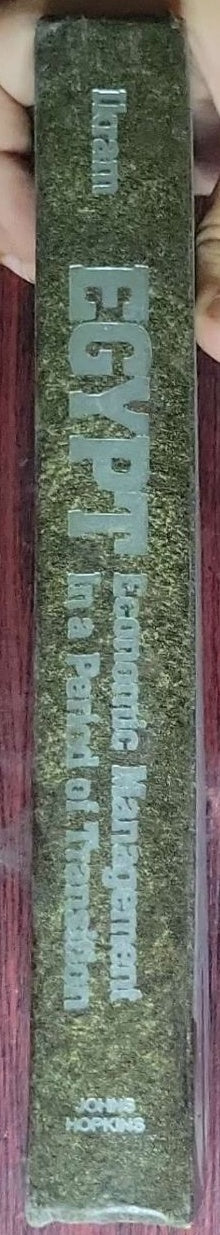 Ikram
EGYPT
Economic Management
In a Period of Transition
JOHNS
HOPKINS